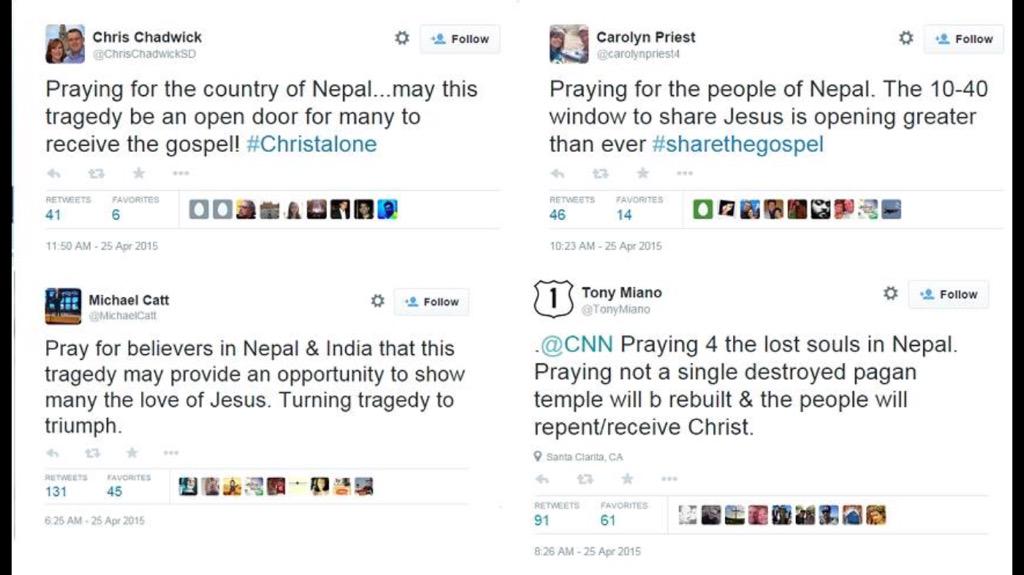 Chris Chadwick
@ChrisChadwickSD
Follow
Praying for the country of Nepal...may this
tragedy be an open door for many to
receive the gospel! #Christalone
RETWEETS FAVORITES
41 6
11:50 AM - 25 Apr 2015
Carolyn Priest
@carolynpriest4
Follow
Praying for the people of Nepal. The 10-40
window to share Jesus is opening greater
than ever #sharethegospel
RETWEETS FAVORITES
46 14
10:23 AM - 25 Apr 2015
Michael Catt
@MichaelCatt
Follow
Pray for believers in Nepal & India that this
tragedy may provide an opportunity to show
many the love of Jesus. Turning tragedy to
triumph.
RETWEETS FAVORITES
131 45
6:25 AM - 25 Apr 2015
1
Tony Miano
@TonyMiano
Follow
.@CNN Praying 4 the lost souls in Nepal.
Praying not a single destroyed pagan
temple will b rebuilt & the people will
repent/receive Christ.
Santa Clarita, CA
RETWEETS FAVORITES
91 61
8:26 AM - 25 Apr 2015